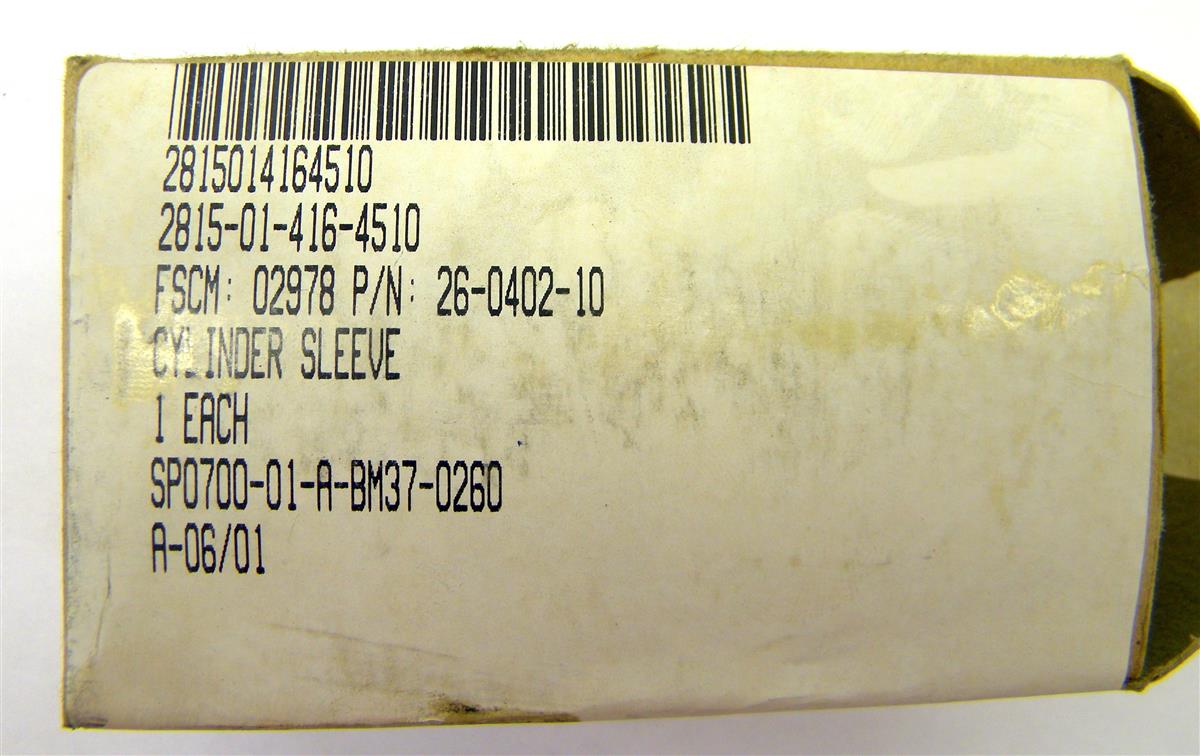 2815014164510
2815-01-416-4510
FSCM: 02978 P/N: 26-0402-10
CYLINDER SLEEVE
1 EACH
SP0700-01-A-BM37-0260
A-06/01